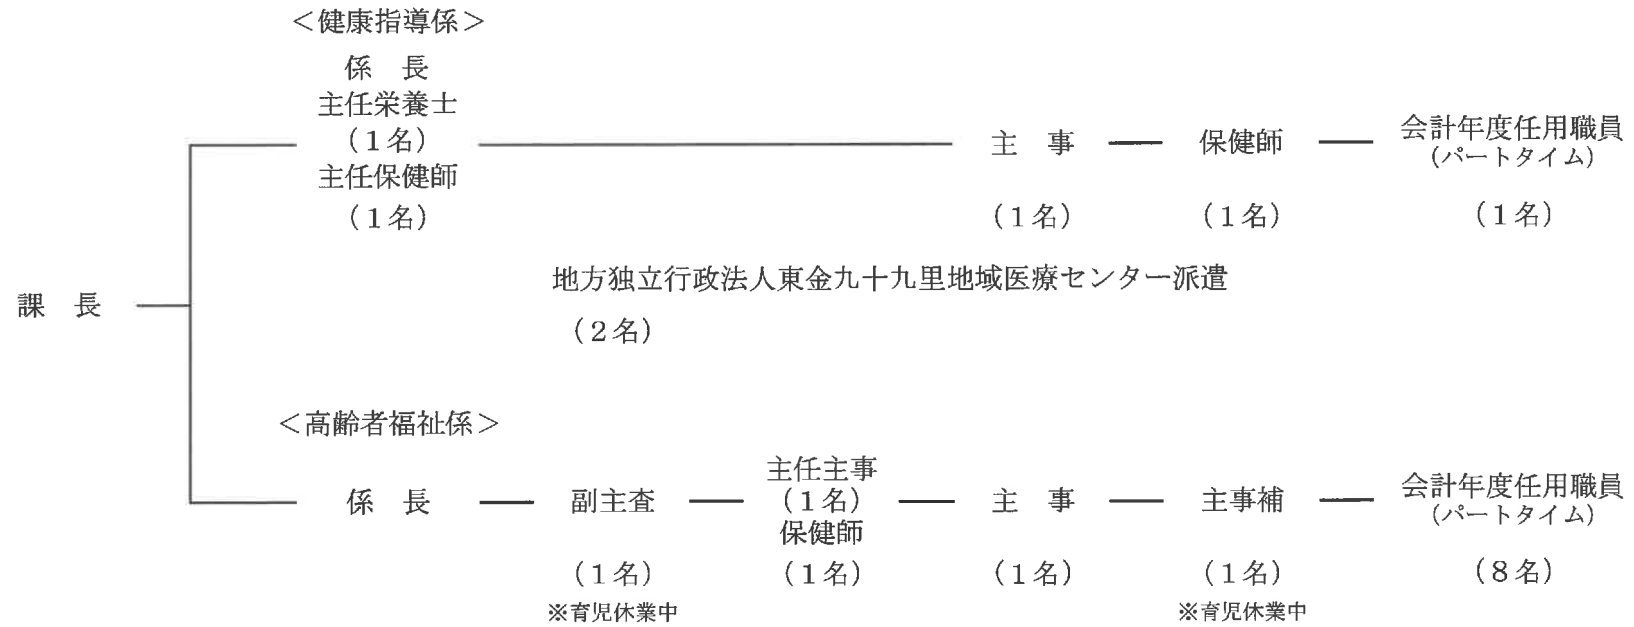 ＜健康指導係＞
係　長
主任栄養士
（１名）
主任保健師
（１名）
主　事
（１名）
保健師
（１名）
会計年度任用職員
（パートタイム）
（１名）
地方独立行政法人東金九十九里地域医療センター派遣
（２名）
課　長
＜高齢者福祉係＞
係　長
副主査
（１名）
※育児休業中
主任主事
（１名）
保健師
（１名）
主　事
（１名）
主事補
（１名）
※育児休業中
会計年度任用職員
（パートタイム）
（８名）